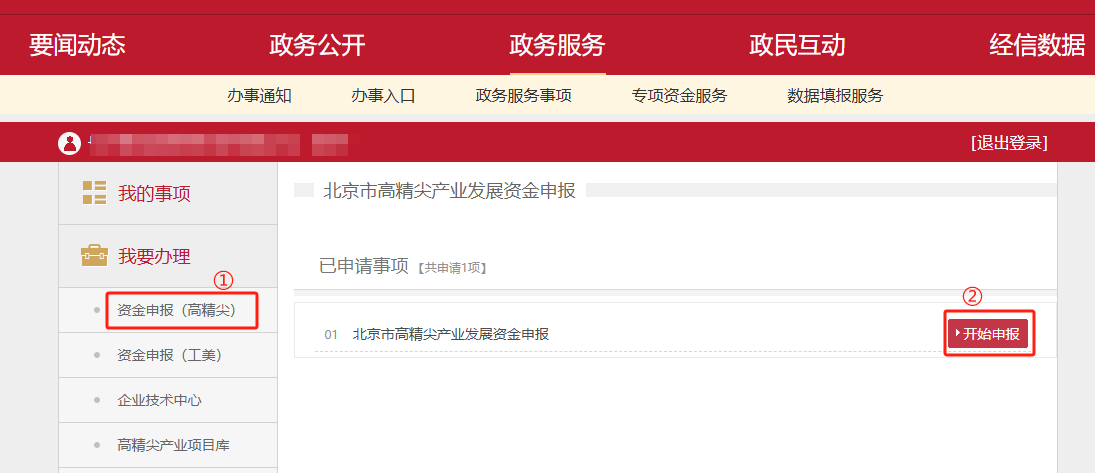 要闻动态 政务公开 政务服务 政民互动 经信数据
办事通知 办事入口 政务服务事项 专项资金服务 数据填报服务
[退出登录]
我的事项
北京市高精尖产业发展资金申报
我要办理
已申请事项 【共申请1项】
①
资金申报（高精尖）
②
01 北京市高精尖产业发展资金申报 开始申报
资金申报（工美）
企业技术中心
高精尖产业项目库